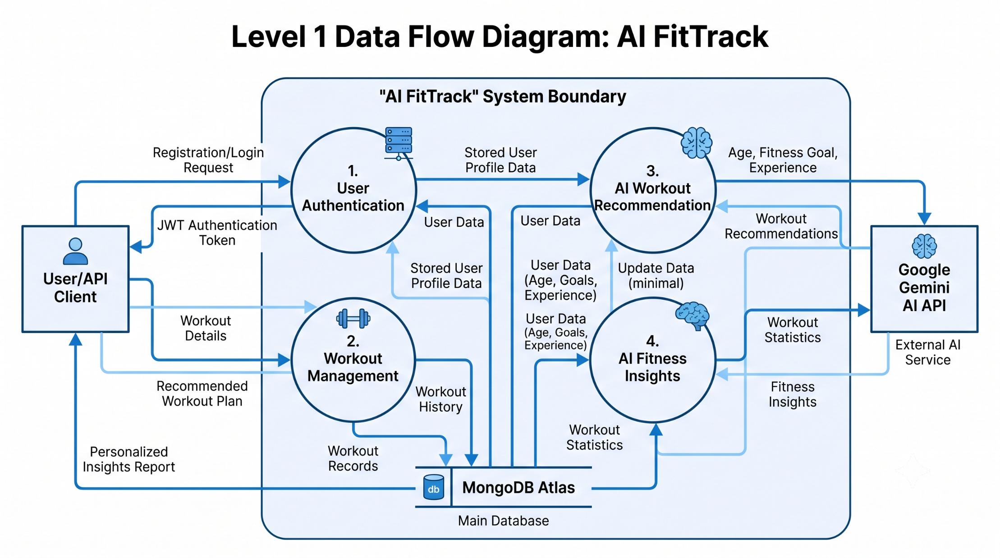 Level 1 Data Flow Diagram: AI FitTrack
"AI FitTrack" System Boundary
Registration/Login
Request
1.
User
Authentication
Stored User
Profile Data
3.
AI Workout
Recommendation
Age, Fitness Goal,
Experience
JWT Authentication
Token
User Data
User Data
Workout
Recommendations
User/API
Client
Stored User
Profile Data
User Data
(Age, Goals,
Experience)
Update Data
(minimal)
Google
Gemini
AI API
Workout
Details
2.
Workout
Management
User Data
(Age, Goals,
Experience)
4.
AI Fitness
Insights
Workout
Statistics
External AI
Service
Recommended
Workout Plan
Workout
History
Fitness
Insights
Personalized
Insights Report
Workout
Records
Workout
Statistics
db
MongoDB Atlas
Main Database